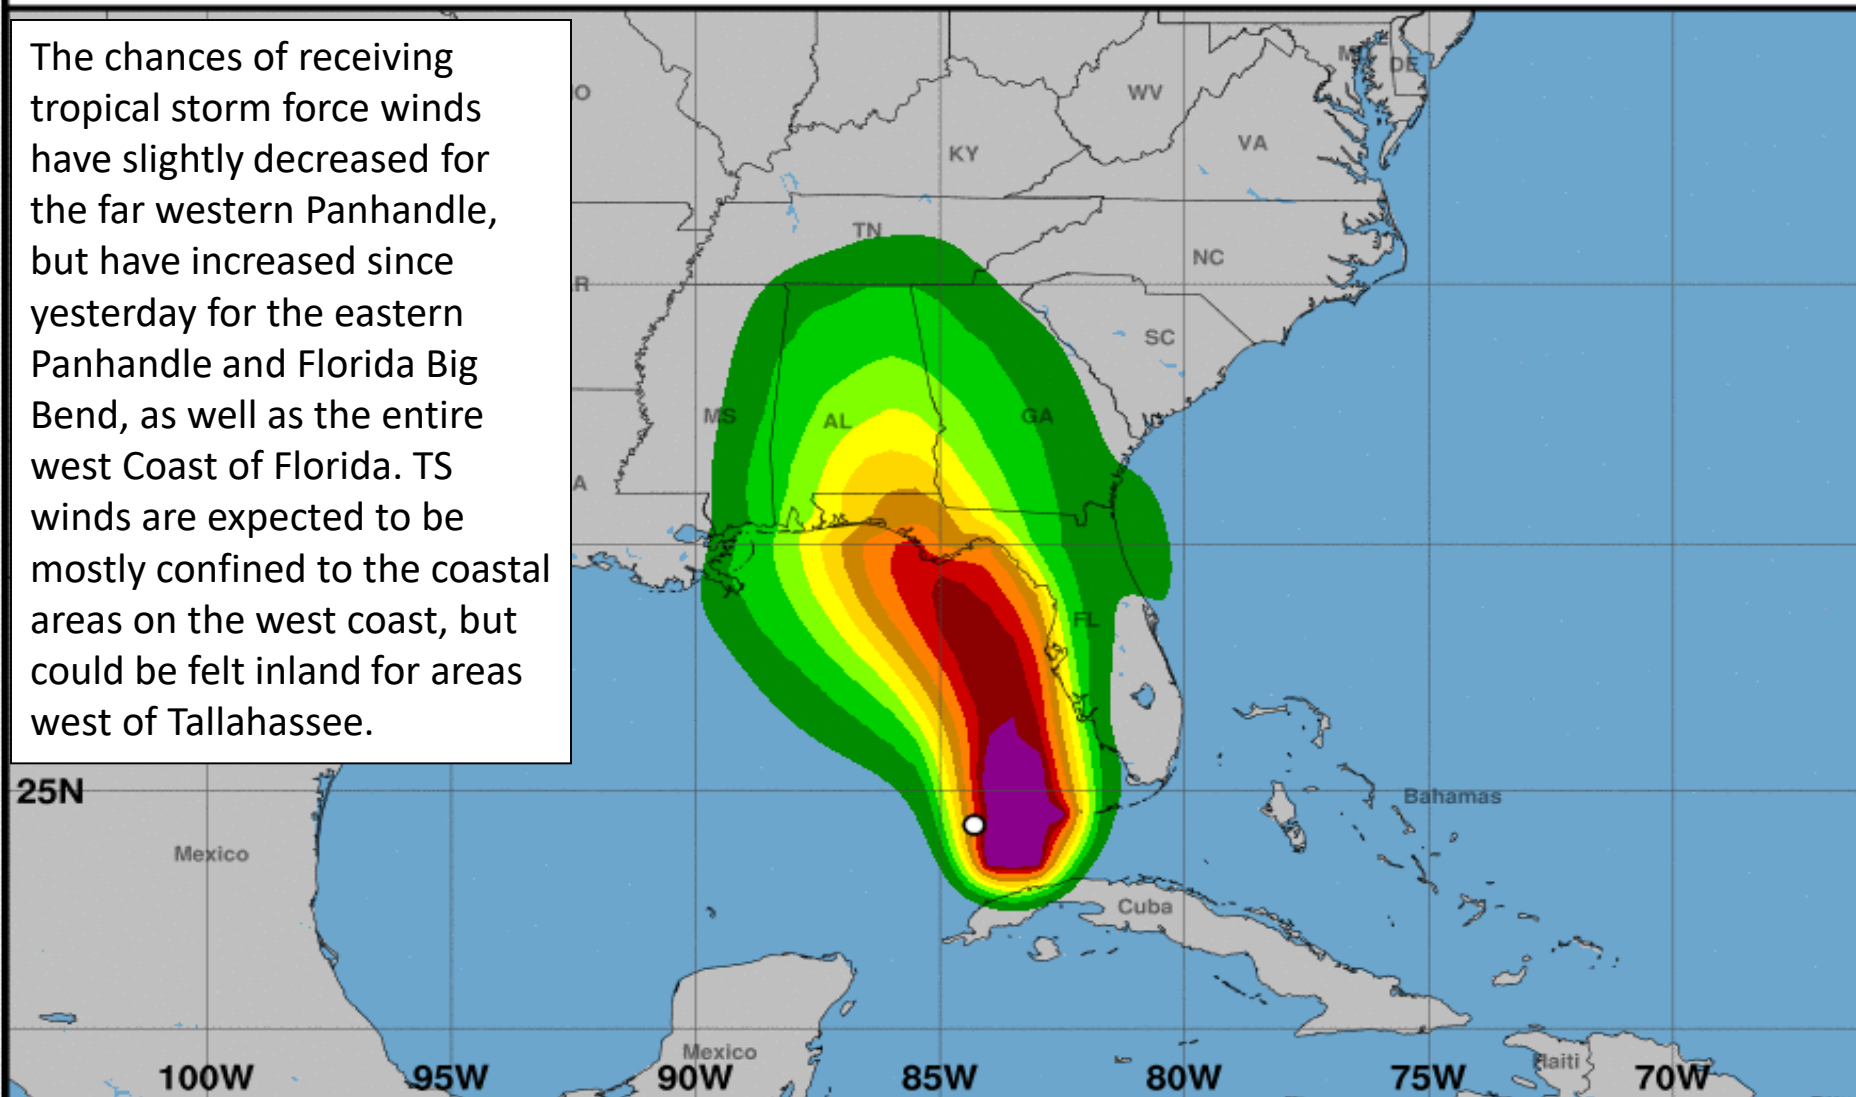 The chances of receiving
tropical storm force winds
have slightly decreased for
the far western Panhandle,
but have increased since
yesterday for the eastern
Panhandle and Florida Big
Bend, as well as the entire
west Coast of Florida. TS
winds are expected to be
mostly confined to the coastal
areas on the west coast, but
could be felt inland for areas
west of Tallahassee.
O
WV
DE
VA
KY
TN
NC
R
SC
MS
AL
GA
A
FL
25N
Bahamas
Mexico
Cuba
Mexico
Haiti
100W
95W
90W
85W
80W
75W
70W